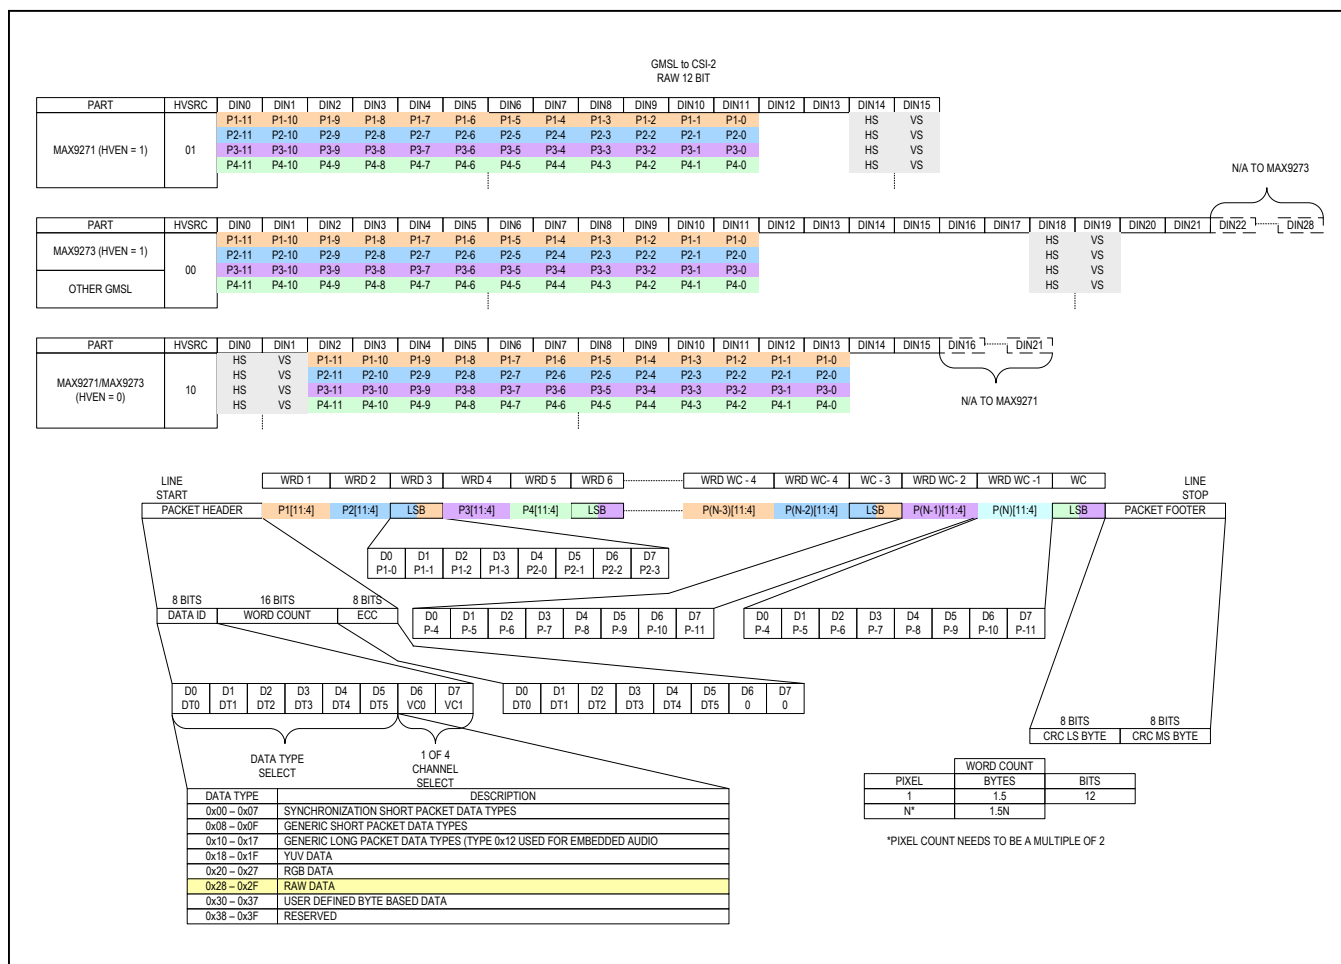 GMSL to CSI-2
RAW 12 BIT
PART HVSRC DIN0 DIN1 DIN2 DIN3 DIN4 DIN5 DIN6 DIN7 DIN8 DIN9 DIN10 DIN11 DIN12 DIN13 DIN14 DIN15
P1-11 P1-10 P1-9 P1-8 P1-7 P1-6 P1-5 P1-4 P1-3 P1-2 P1-1 P1-0 HS VS
P2-11 P2-10 P2-9 P2-8 P2-7 P2-6 P2-5 P2-4 P2-3 P2-2 P2-1 P2-0 HS VS
MAX9271 (HVEN = 1) 01 P3-11 P3-10 P3-9 P3-8 P3-7 P3-6 P3-5 P3-4 P3-3 P3-2 P3-1 P3-0 HS VS
P4-11 P4-10 P4-9 P4-8 P4-7 P4-6 P4-5 P4-4 P4-3 P4-2 P4-1 P4-0 HS VS
N/A TO MAX9273
PART HVSRC DIN0 DIN1 DIN2 DIN3 DIN4 DIN5 DIN6 DIN7 DIN8 DIN9 DIN10 DIN11 DIN12 DIN13 DIN14 DIN15 DIN16 DIN17 DIN18 DIN19 DIN20 DIN21 DIN22 DIN28
P1-11 P1-10 P1-9 P1-8 P1-7 P1-6 P1-5 P1-4 P1-3 P1-2 P1-1 P1-0 HS VS
MAX9273 (HVEN = 1) P2-11 P2-10 P2-9 P2-8 P2-7 P2-6 P2-5 P2-4 P2-3 P2-2 P2-1 P2-0 HS VS
00 P3-11 P3-10 P3-9 P3-8 P3-7 P3-6 P3-5 P3-4 P3-3 P3-2 P3-1 P3-0 HS VS
OTHER GMSL P4-11 P4-10 P4-9 P4-8 P4-7 P4-6 P4-5 P4-4 P4-3 P4-2 P4-1 P4-0 HS VS
PART HVSRC DIN0 DIN1 DIN2 DIN3 DIN4 DIN5 DIN6 DIN7 DIN8 DIN9 DIN10 DIN11 DIN12 DIN13 DIN14 DIN15 DIN16 DIN21
HS VS P1-11 P1-10 P1-9 P1-8 P1-7 P1-6 P1-5 P1-4 P1-3 P1-2 P1-1 P1-0
HS VS P2-11 P2-10 P2-9 P2-8 P2-7 P2-6 P2-5 P2-4 P2-3 P2-2 P2-1 P2-0
MAX9271/MAX9273
(HVEN = 0) 10 HS VS P3-11 P3-10 P3-9 P3-8 P3-7 P3-6 P3-5 P3-4 P3-3 P3-2 P3-1 P3-0
HS VS P4-11 P4-10 P4-9 P4-8 P4-7 P4-6 P4-5 P4-4 P4-3 P4-2 P4-1 P4-0
N/A TO MAX9271
WRD 1 WRD 2 WRD 3 WRD 4 WRD 5 WRD 6 WRD WC - 4 WRD WC- 4 WC - 3 WRD WC- 2 WRD WC -1 WC
LINE
START
LINE
STOP
PACKET HEADER P1[11:4] P2[11:4] LSB P3[11:4] P4[11:4] LSB P(N-3)[11:4] P(N-2)[11:4] LSB P(N-1)[11:4] P(N)[11:4] LSB PACKET FOOTER
D0 D1 D2 D3 D4 D5 D6 D7
P1-0 P1-1 P1-2 P1-3 P2-0 P2-1 P2-2 P2-3
8 BITS 16 BITS 8 BITS
DATA ID WORD COUNT ECC
D0 D1 D2 D3 D4 D5 D6 D7
P-4 P-5 P-6 P-7 P-8 P-9 P-10 P-11
D0 D1 D2 D3 D4 D5 D6 D7
P-4 P-5 P-6 P-7 P-8 P-9 P-10 P-11
D0 D1 D2 D3 D4 D5 D6 D7
DT0 DT1 DT2 DT3 DT4 DT5 VC0 VC1
D0 D1 D2 D3 D4 D5 D6 D7
DT0 DT1 DT2 DT3 DT4 DT5 0 0
8 BITS 8 BITS
CRC LS BYTE CRC MS BYTE
DATA TYPE
SELECT
1 OF 4
CHANNEL
SELECT
WORD COUNT
PIXEL BYTES BITS
1 1.5 12
N* 1.5N
*PIXEL COUNT NEEDS TO BE A MULTIPLE OF 2
DATA TYPE DESCRIPTION
0x00 – 0x07 SYNCHRONIZATION SHORT PACKET DATA TYPES
0x08 – 0x0F GENERIC SHORT PACKET DATA TYPES
0x10 – 0x17 GENERIC LONG PACKET DATA TYPES (TYPE 0x12 USED FOR EMBEDDED AUDIO
0x18 – 0x1F YUV DATA
0x20 – 0x27 RGB DATA
0x28 – 0x2F RAW DATA
0x30 – 0x37 USER DEFINED BYTE BASED DATA
0x38 – 0x3F RESERVED